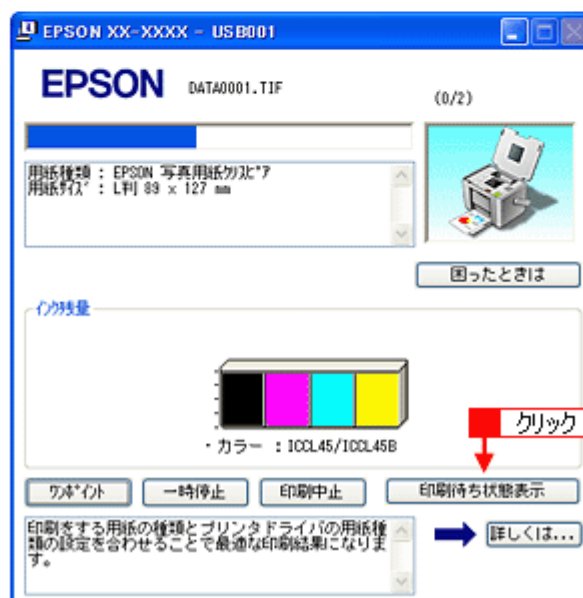 EPSON XX-XXXX - USB001
EPSON DATA0001.TIF (0/2)
用紙種類 : EPSON 写真用紙クリスピア
用紙サイズ : L判 89 x 127 mm
困ったときは
インク残量
クリック
・カラー : ICCL45/ICCL45B
ワンポイント 一時停止 印刷中止 印刷待ち状態表示
印刷をする用紙の種類とプリンタドライバの用紙種
類の設定を合わせることで最適な印刷結果になりま
す。
詳しくは...